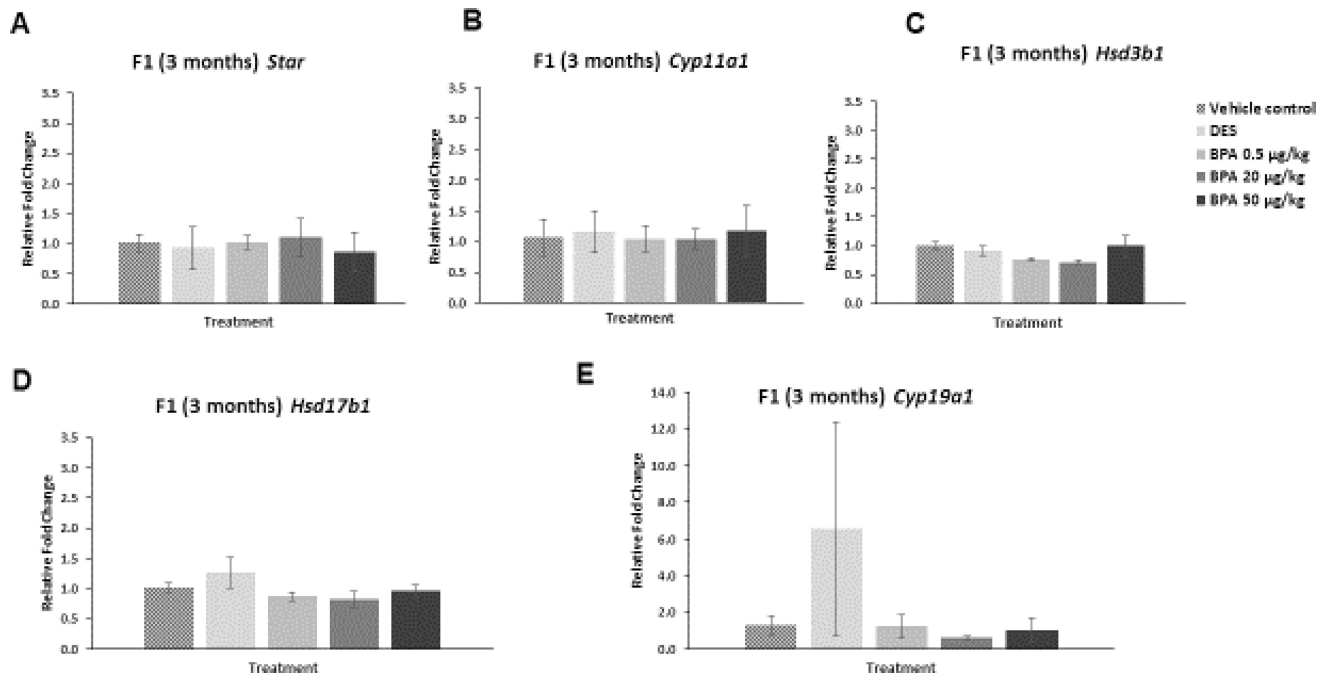 A
F1 (3 months) Star
3.5
3.0
2.5
2.0
1.5
1.0
0.5
0.0
Relative Fold Change
Treatment
B
F1 (3 months) Cyp11a1
3.5
3.0
2.5
2.0
1.5
1.0
0.5
0.0
Relative Fold Change
Treatment
C
F1 (3 months) Hsd3b1
3.5
3.0
2.5
2.0
1.5
1.0
0.5
0.0
Relative Fold Change
Treatment
Vehicle control
DES
BPA 0.5 µg/kg
BPA 20 µg/kg
BPA 50 µg/kg
D
F1 (3 months) Hsd17b1
3.5
3.0
2.5
2.0
1.5
1.0
0.5
0.0
Relative Fold Change
Treatment
E
F1 (3 months) Cyp19a1
14.0
12.0
10.0
8.0
6.0
4.0
2.0
0.0
Relative Fold Change
Treatment